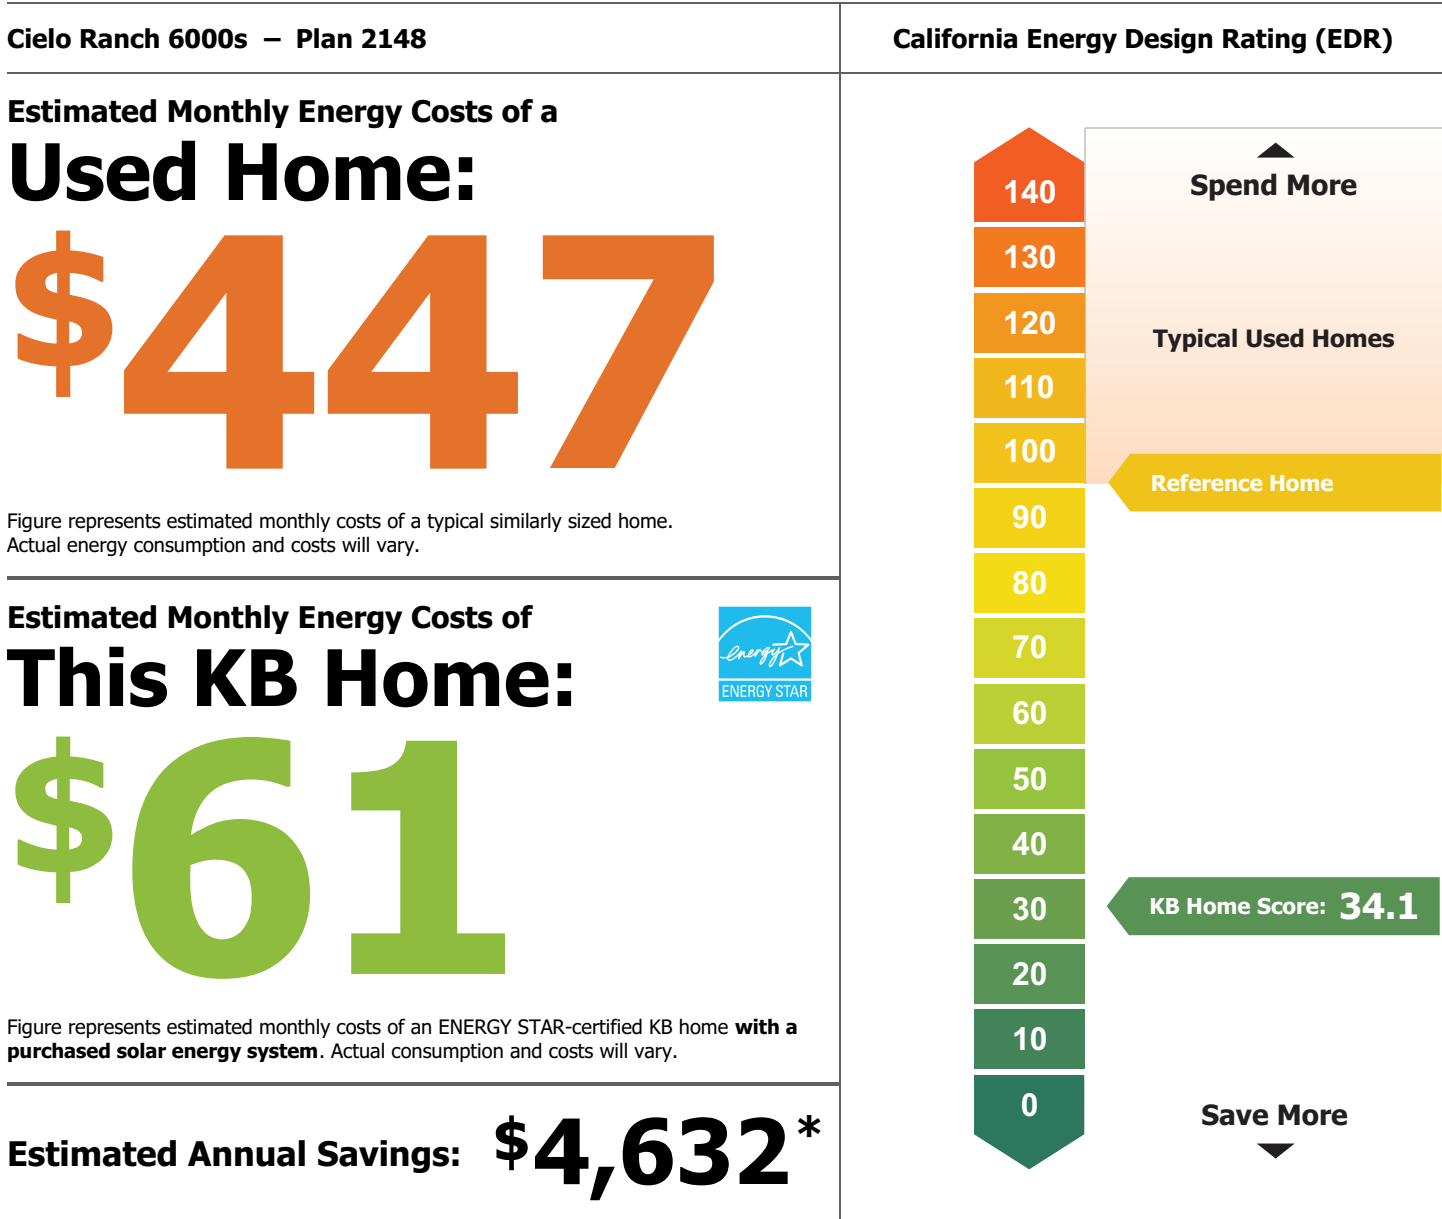 Cielo Ranch 6000s – Plan 2148
Estimated Monthly Energy Costs of a
Used Home:
$447
Figure represents estimated monthly costs of a typical similarly sized home.
Actual energy consumption and costs will vary.
Estimated Monthly Energy Costs of
This KB Home:
energy
ENERGY STAR
$61
Figure represents estimated monthly costs of an ENERGY STAR-certified KB home with a
purchased solar energy system. Actual consumption and costs will vary.
Estimated Annual Savings: $4,632*
California Energy Design Rating (EDR)
140
130
120
110
100
90
80
70
60
50
40
30
20
10
0
Spend More
Typical Used Homes
Reference Home
KB Home Score: 34.1
Save More